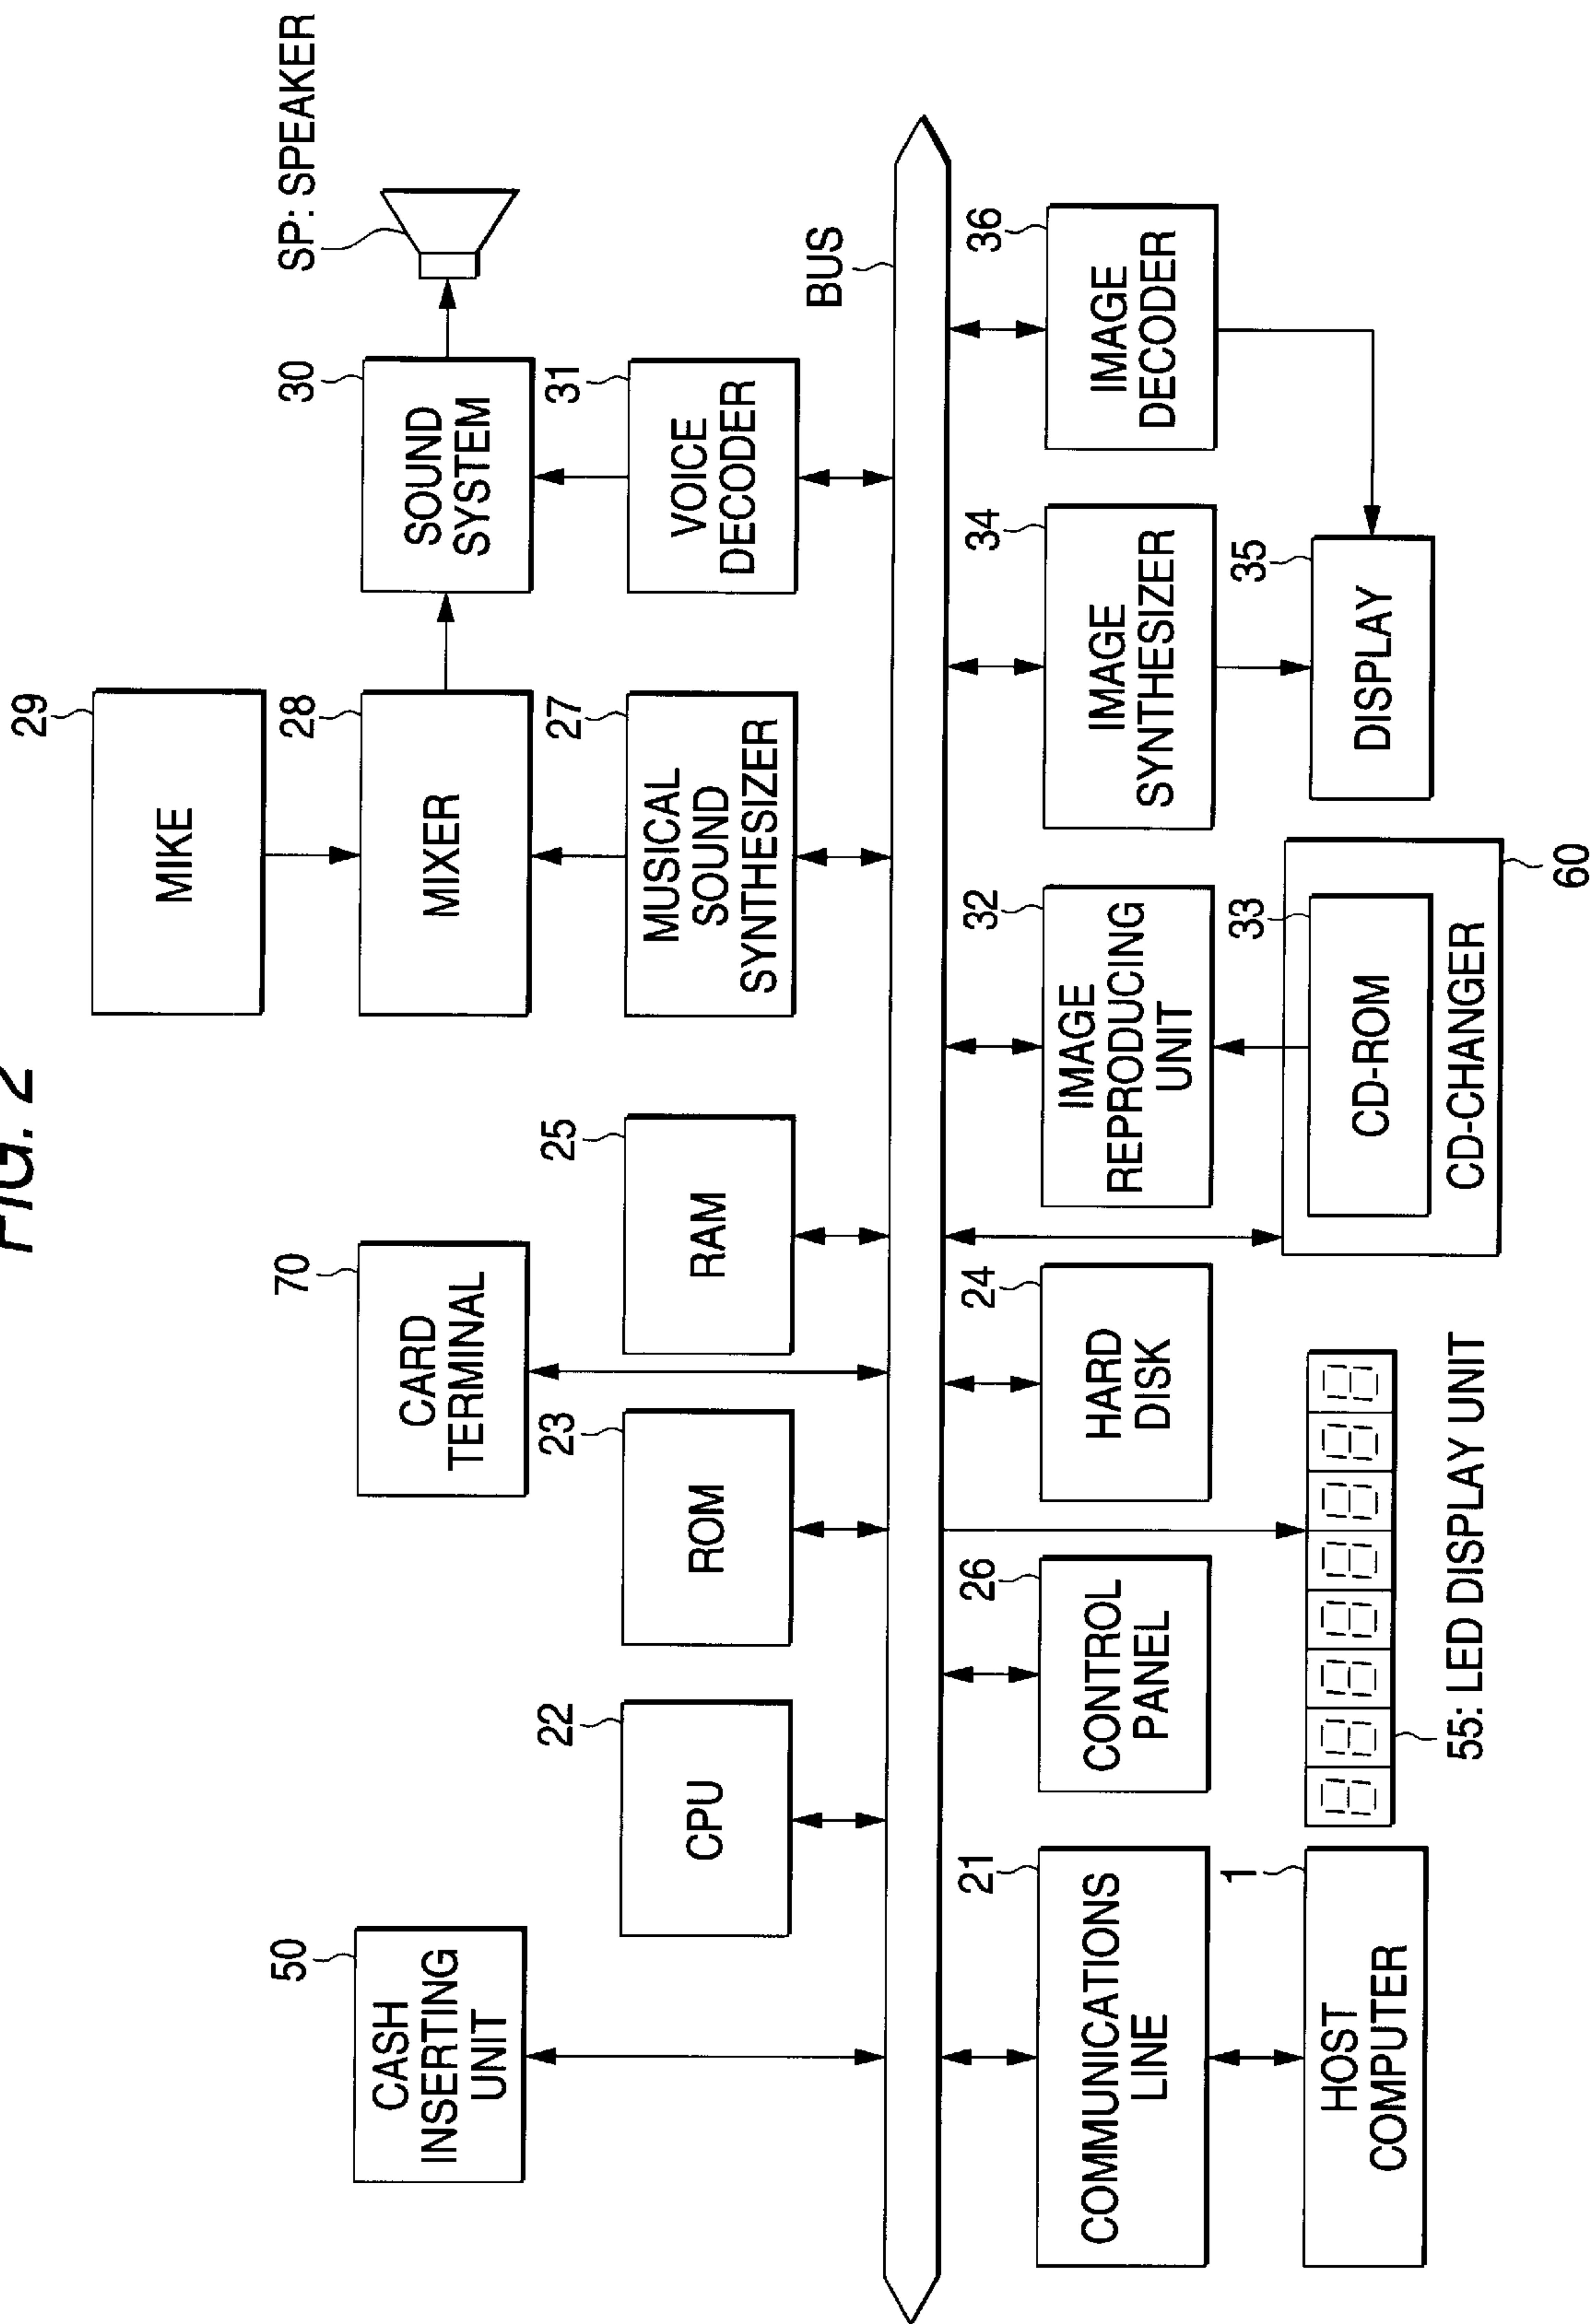 FIG. 2
29
MIKE
SP: SPEAKER
50
CASH
INSERTING
UNIT
70
CARD
TERMINAL
28
MIXER
30
SOUND
SYSTEM
22
CPU
23
ROM
25
RAM
27
MUSICAL
SOUND
SYNTHESIZER
31
VOICE
DECODER
BUS
21
COMMUNICATIONS
LINE
26
CONTROL
PANEL
24
HARD
DISK
32
IMAGE
REPRODUCING
UNIT
34
IMAGE
SYNTHESIZER
36
IMAGE
DECODER
1
HOST
COMPUTER
55: LED DISPLAY UNIT
33
CD-ROM
CD-CHANGER
60
35
DISPLAY